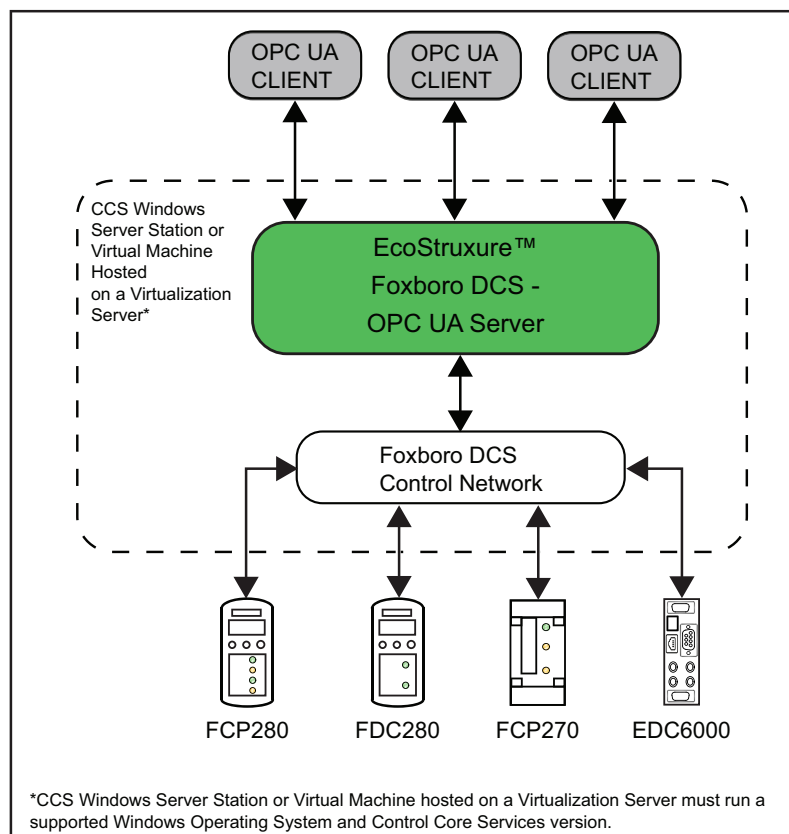 OPC UA
CLIENT
OPC UA
CLIENT
OPC UA
CLIENT
CCS Windows
Server Station or
Virtual Machine
Hosted
on a Virtualization
Server*
EcoStruxure™
Foxboro DCS -
OPC UA Server
Foxboro DCS
Control Network
FCP280
FDC280
FCP270
EDC6000
*CCS Windows Server Station or Virtual Machine hosted on a Virtualization Server must run a
supported Windows Operating System and Control Core Services version.